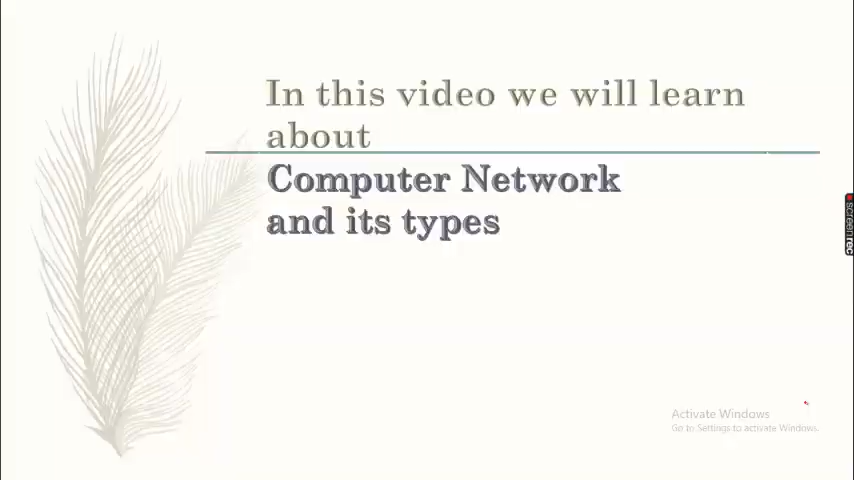 In this video we will learn
about
Computer Network
and its types
Activate Windows
Go to Settings to activate Windows.
screenrec